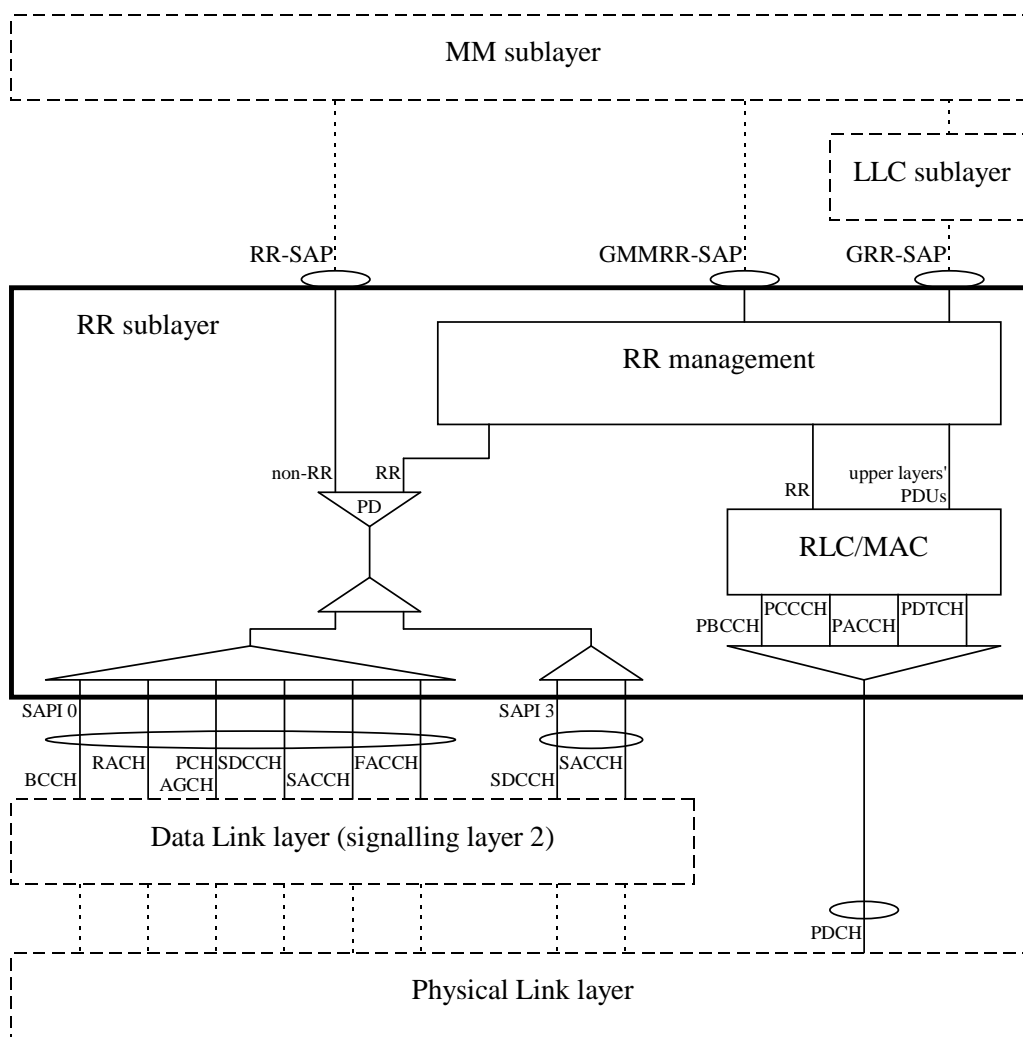 MM sublayer
LLC sublayer
RR-SAP
GMMRR-SAP
GRR-SAP
RR sublayer
RR management
non-RR
RR
PD
RR
upper layers'
PDUs
RLC/MAC
PBCCH
PCCCH
PACCH
PDTCH
SAPI 0
SAPI 3
BCCH
RACH
PCH
AGCH
SDCCH
SACCH
FACCH
SDCCH
SACCH
Data Link layer (signalling layer 2)
PDCH
Physical Link layer